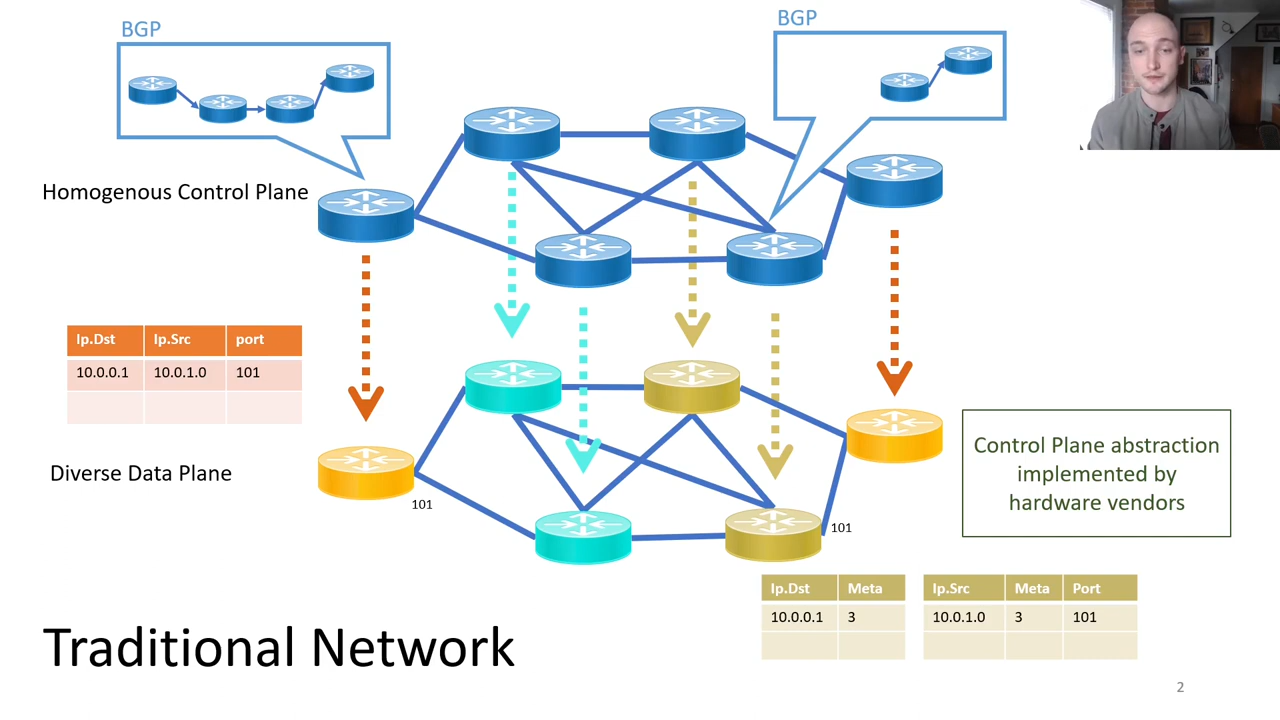 BGP
BGP
Homogenous Control Plane
Ip.Dst Ip.Src port
10.0.0.1 10.0.1.0 101
Diverse Data Plane
101
Control Plane abstraction
implemented by
hardware vendors
101
Ip.Dst Meta
10.0.0.1 3
Ip.Src Meta Port
10.0.1.0 3 101
Traditional Network
2